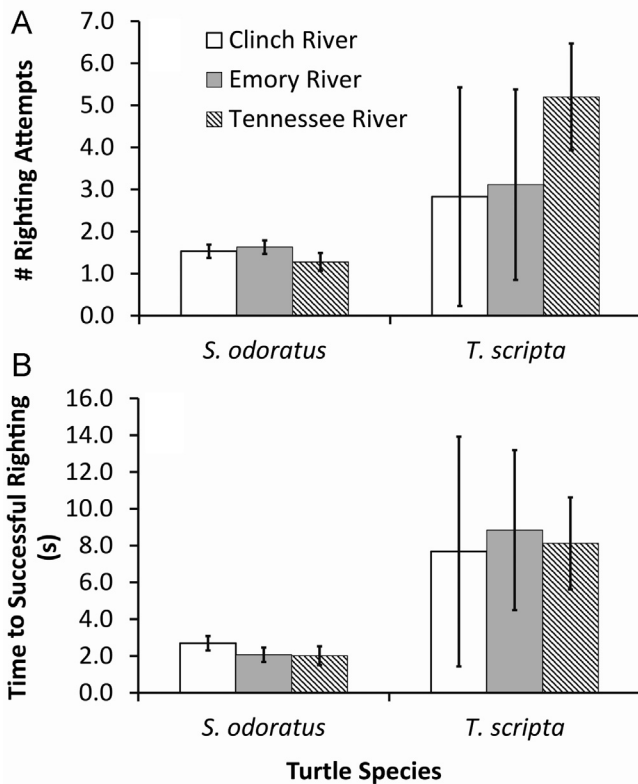 A
# Righting Attempts
7.0
6.0
5.0
4.0
3.0
2.0
1.0
0.0
Clinch River
Emory River
Tennessee River
S. odoratus
T. scripta
B
Time to Successful Righting
(s)
16.0
14.0
12.0
10.0
8.0
6.0
4.0
2.0
0.0
S. odoratus
T. scripta
Turtle Species